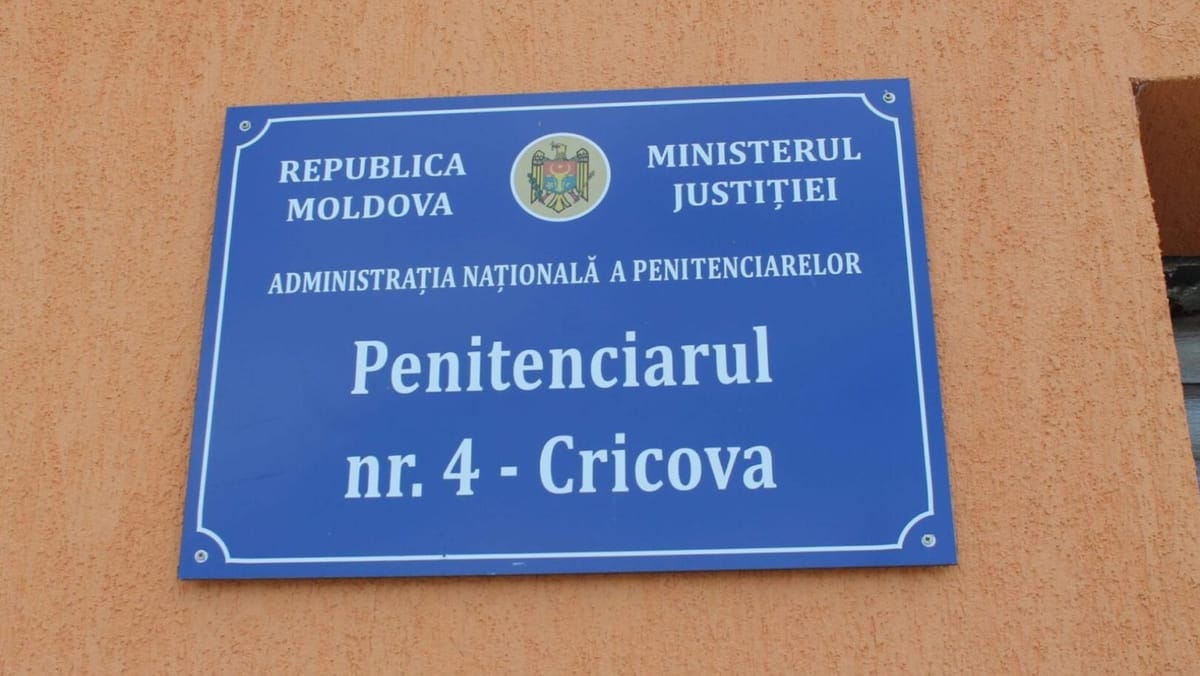 REPUBLICA
MOLDOVA
MINISTERUL
JUSTIȚIEI
ADMINISTRAȚIA NAȚIONALĂ A PENITENCIARELOR
Penitenciarul
nr. 4 - Cricova